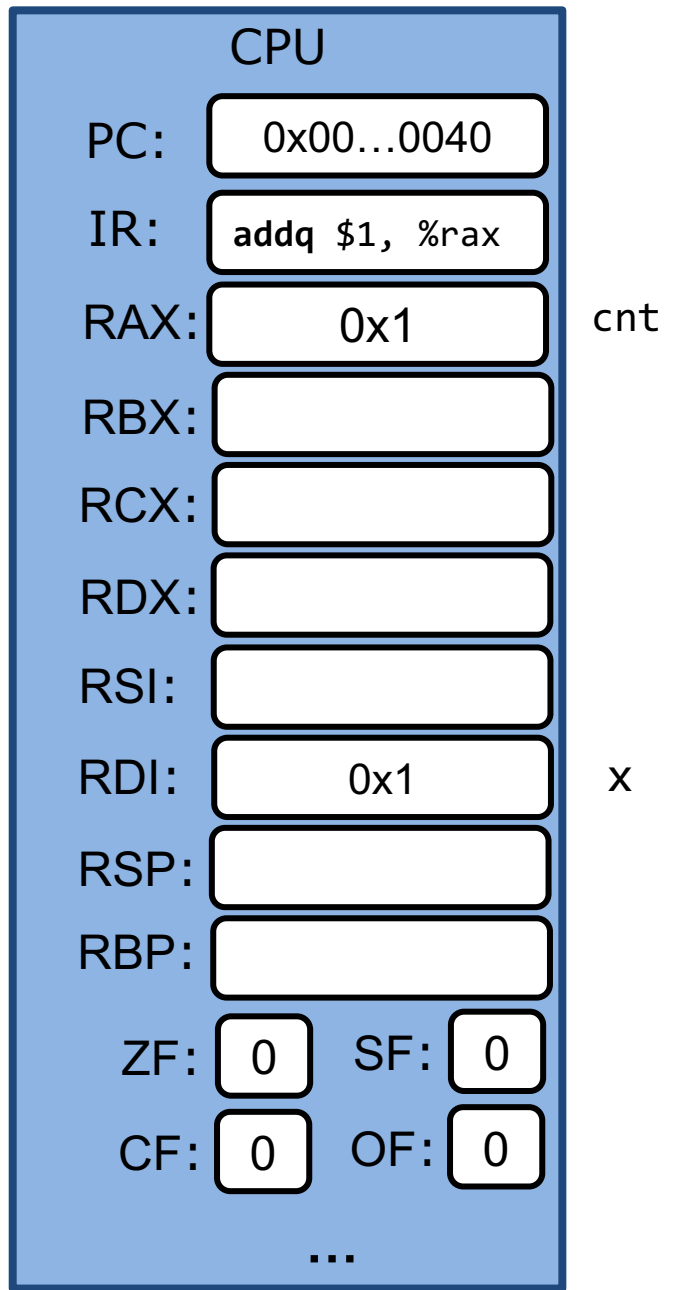 CPU
PC: 0x00...0040
IR: addq $1, %rax
RAX: 0x1 cnt
RBX:
RCX:
RDX:
RSI:
RDI: 0x1 x
RSP:
RBP:
ZF: 0 SF: 0
CF: 0 OF: 0
...